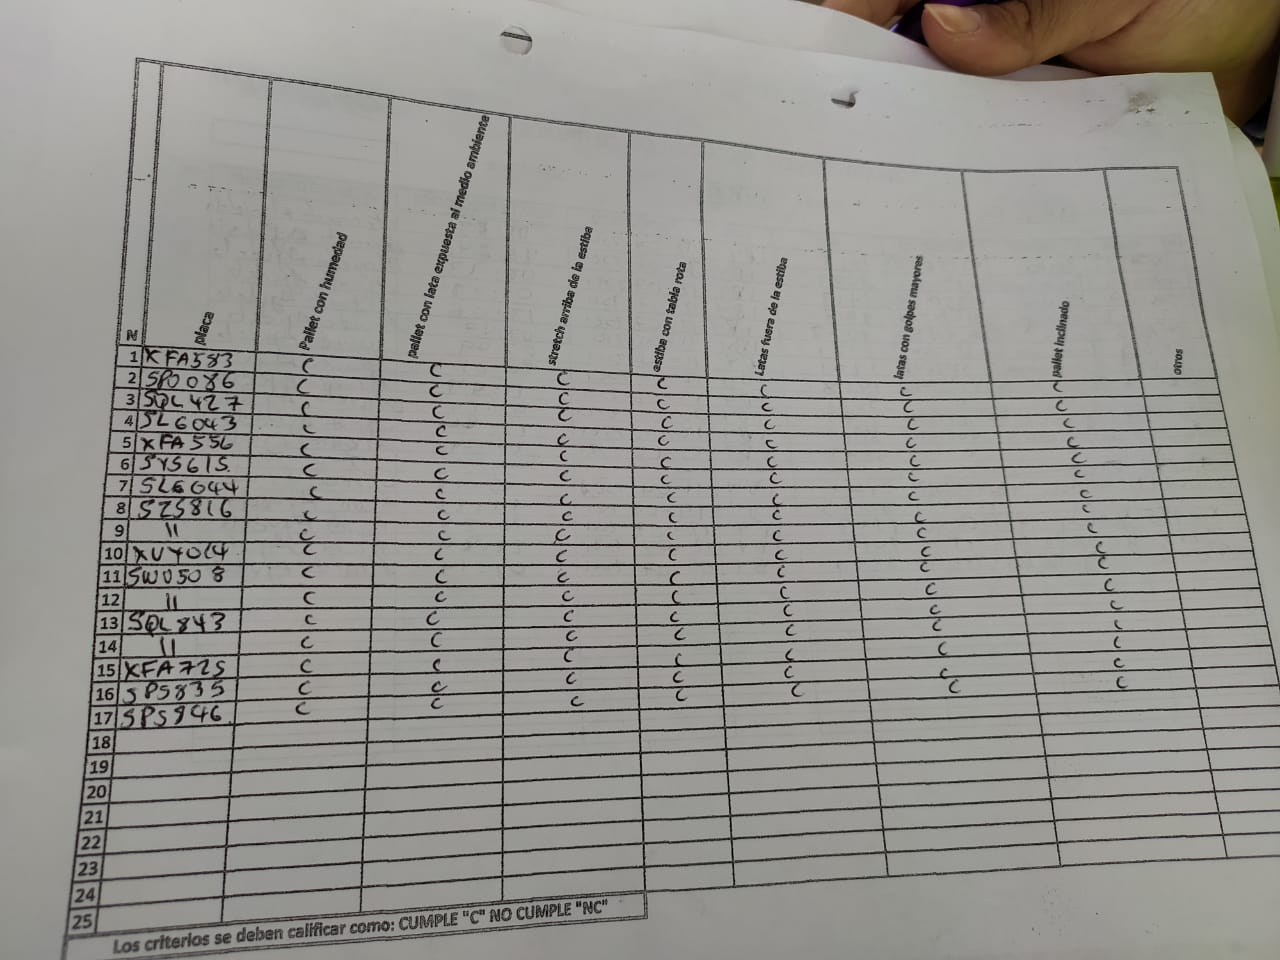 № placa Pallet con humedad pallet con lata expuesta al medio ambiente stretch arriba de la estiba estiba con tabla rota Latas fuera de la estiba latas con golpes mayores pallet inclinado otros
1 XFA583 C C C C C C C
2 SPO086 C C C C C C C
3 SQL427 C C C C C C C
4 SL6043 C C C C C C C
5 XFA556 C C C C C C C
6 SYS615 C C C C C C C
7 SL6044 C C C C C C C
8 SZS816 C C C C C C C
9 " C C C C C C C
10 C C C C C C C
11 SWO508 C C C C C C C
12 " C C C C C C C
13 SQL843 C C C C C C C
14 " C C C C C C C
15 XFA725 C C C C C C C
16 SPS835 C C C C C C C
17 SPS946 C C C C C C C
18
19
20
21
22
23
24
25
Los criterios se deben calificar como: CUMPLE "C" NO CUMPLE "NC"